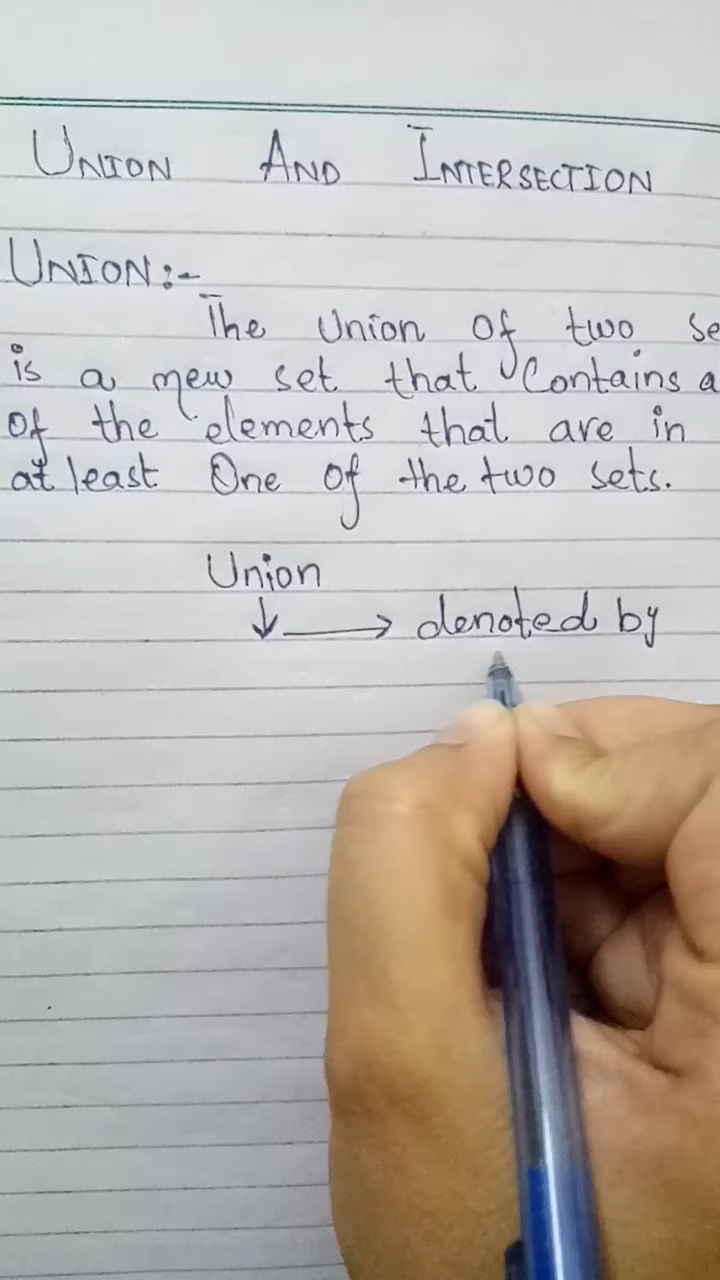 UNION AND INTERSECTION
UNION:-
The Union Of two se
is a new set that Contains a
Of the elements that are in
at least One Of the two sets.
Union
↓ → denoted by